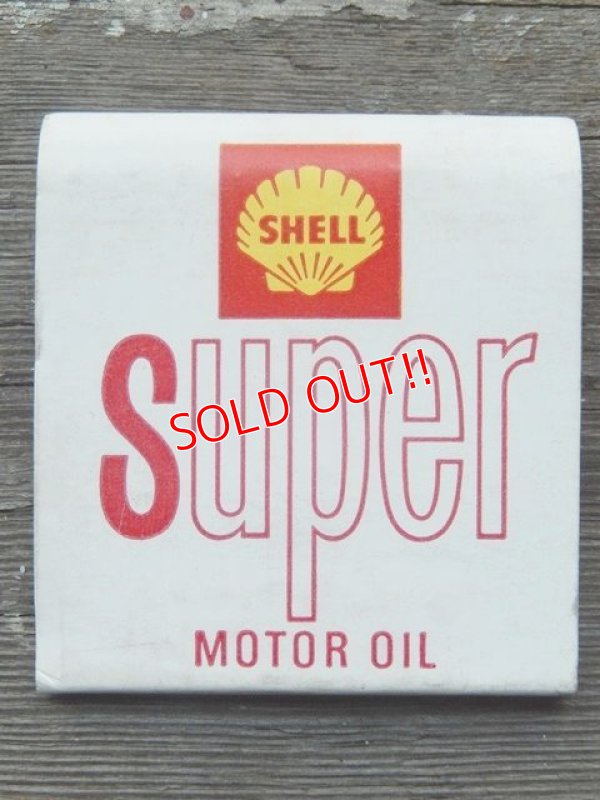 SHELL
Super
SOLD OUT!!
MOTOR OIL